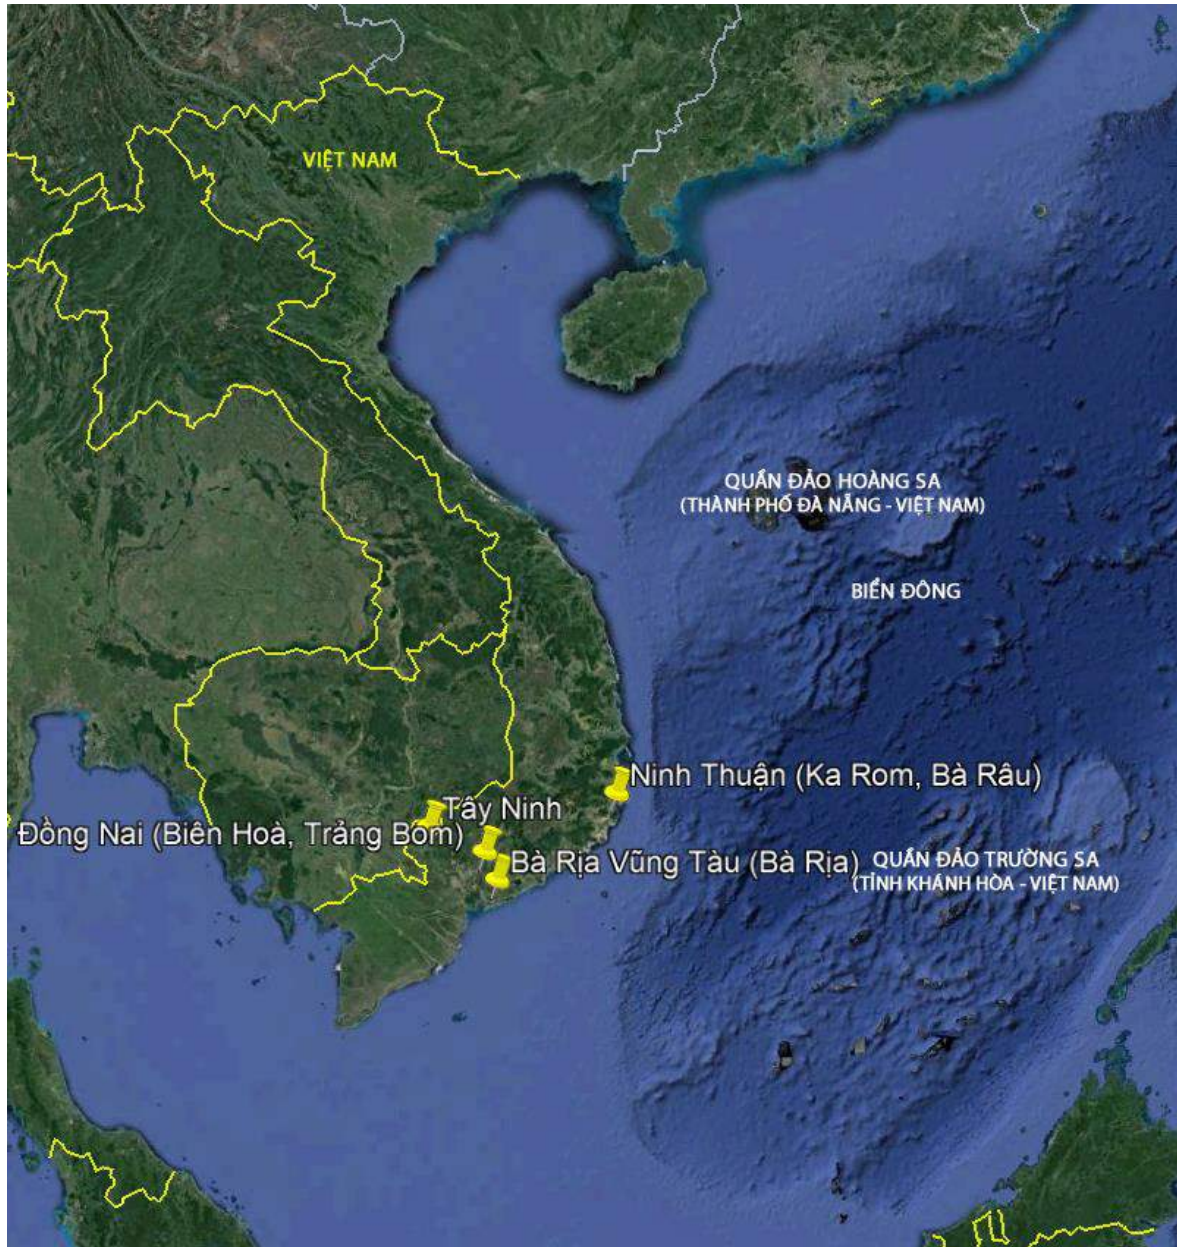 VIỆT NAM
QUẦN ĐẢO HOÀNG SA
(THÀNH PHỐ ĐÀ NẴNG - VIỆT NAM)
BIỂN ĐÔNG
Ninh Thuận (Ka Rom, Bà Râu)
Tây Ninh
Đồng Nai (Biên Hoà, Trảng Bom)
Bà Rịa Vũng Tàu (Bà Rịa)
QUẦN ĐẢO TRƯỜNG SA
(TỈNH KHÁNH HÒA - VIỆT NAM)